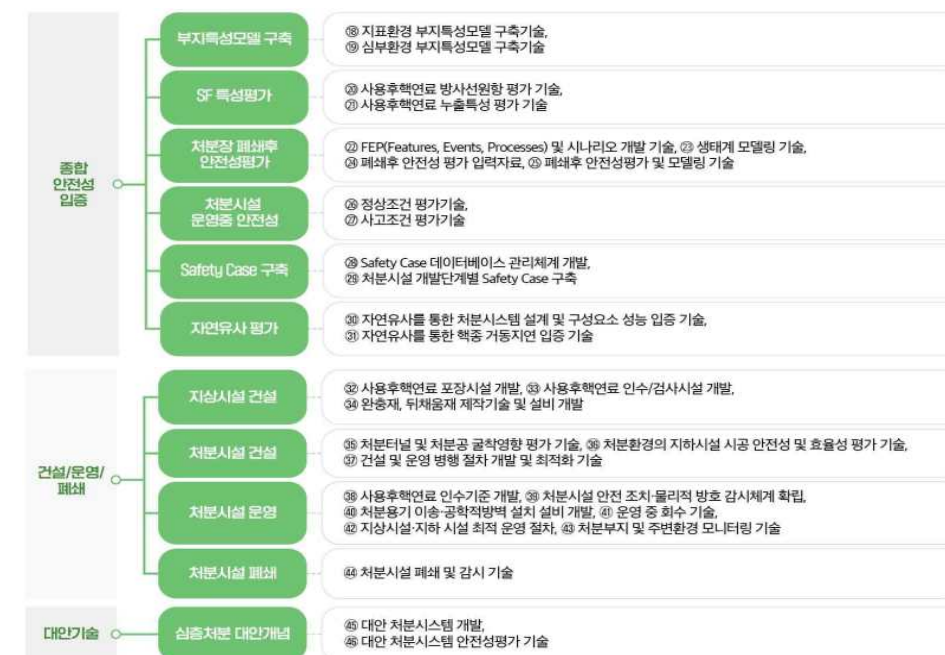 종합
안전성
입증
부지특성모델 구축
⑱ 지표환경 부지특성모델 구축기술,
⑲ 심부환경 부지특성모델 구축기술
SF 특성평가
⑳ 사용후핵연료 방사선원항 평가 기술,
㉑ 사용후핵연료 누출특성 평가 기술
처분장 폐쇄후
안전성평가
㉒ FEP(Features, Events, Processes) 및 시나리오 개발 기술, ㉓ 생태계 모델링 기술,
㉔ 폐쇄후 안전성 평가 입력자료, ㉕ 폐쇄후 안전성평가 및 모델링 기술
처분시설
운영중 안전성
㉖ 정상조건 평가기술,
㉗ 사고조건 평가기술
Safety Case 구축
㉘ Safety Case 데이터베이스 관리체계 개발,
㉙ 처분시설 개발단계별 Safety Case 구축
자연유사 평가
㉚ 자연유사를 통한 처분시스템 설계 및 구성요소 성능 입증 기술,
㉛ 자연유사를 통한 핵종 거동지연 입증 기술
건설/운영/
폐쇄
지상시설 건설
㉜ 사용후핵연료 포장시설 개발, ㉝ 사용후핵연료 인수/검사시설 개발,
㉞ 완충재, 뒤채움재 제작기술 및 설비 개발
처분시설 건설
㉟ 처분터널 및 처분공 굴착영향 평가 기술, ㊱ 처분환경의 지하시설 시공 안전성 및 효율성 평가 기술,
㊲ 건설 및 운영 병행 절차 개발 및 최적화 기술
처분시설 운영
㊳ 사용후핵연료 인수기준 개발, ㊴ 처분시설 안전 조치·물리적 방호 감시체계 확립,
㊵ 처분용기 이송·공학적방벽 설치 설비 개발, ㊶ 운영 중 회수 기술,
㊷ 지상시설·지하 시설 최적 운영 절차, ㊸ 처분부지 및 주변환경 모니터링 기술
처분시설 폐쇄
㊹ 처분시설 폐쇄 및 감시 기술
대안기술
심층처분 대안개념
㊺ 대안 처분시스템 개발,
㊻ 대안 처분시스템 안전성평가 기술